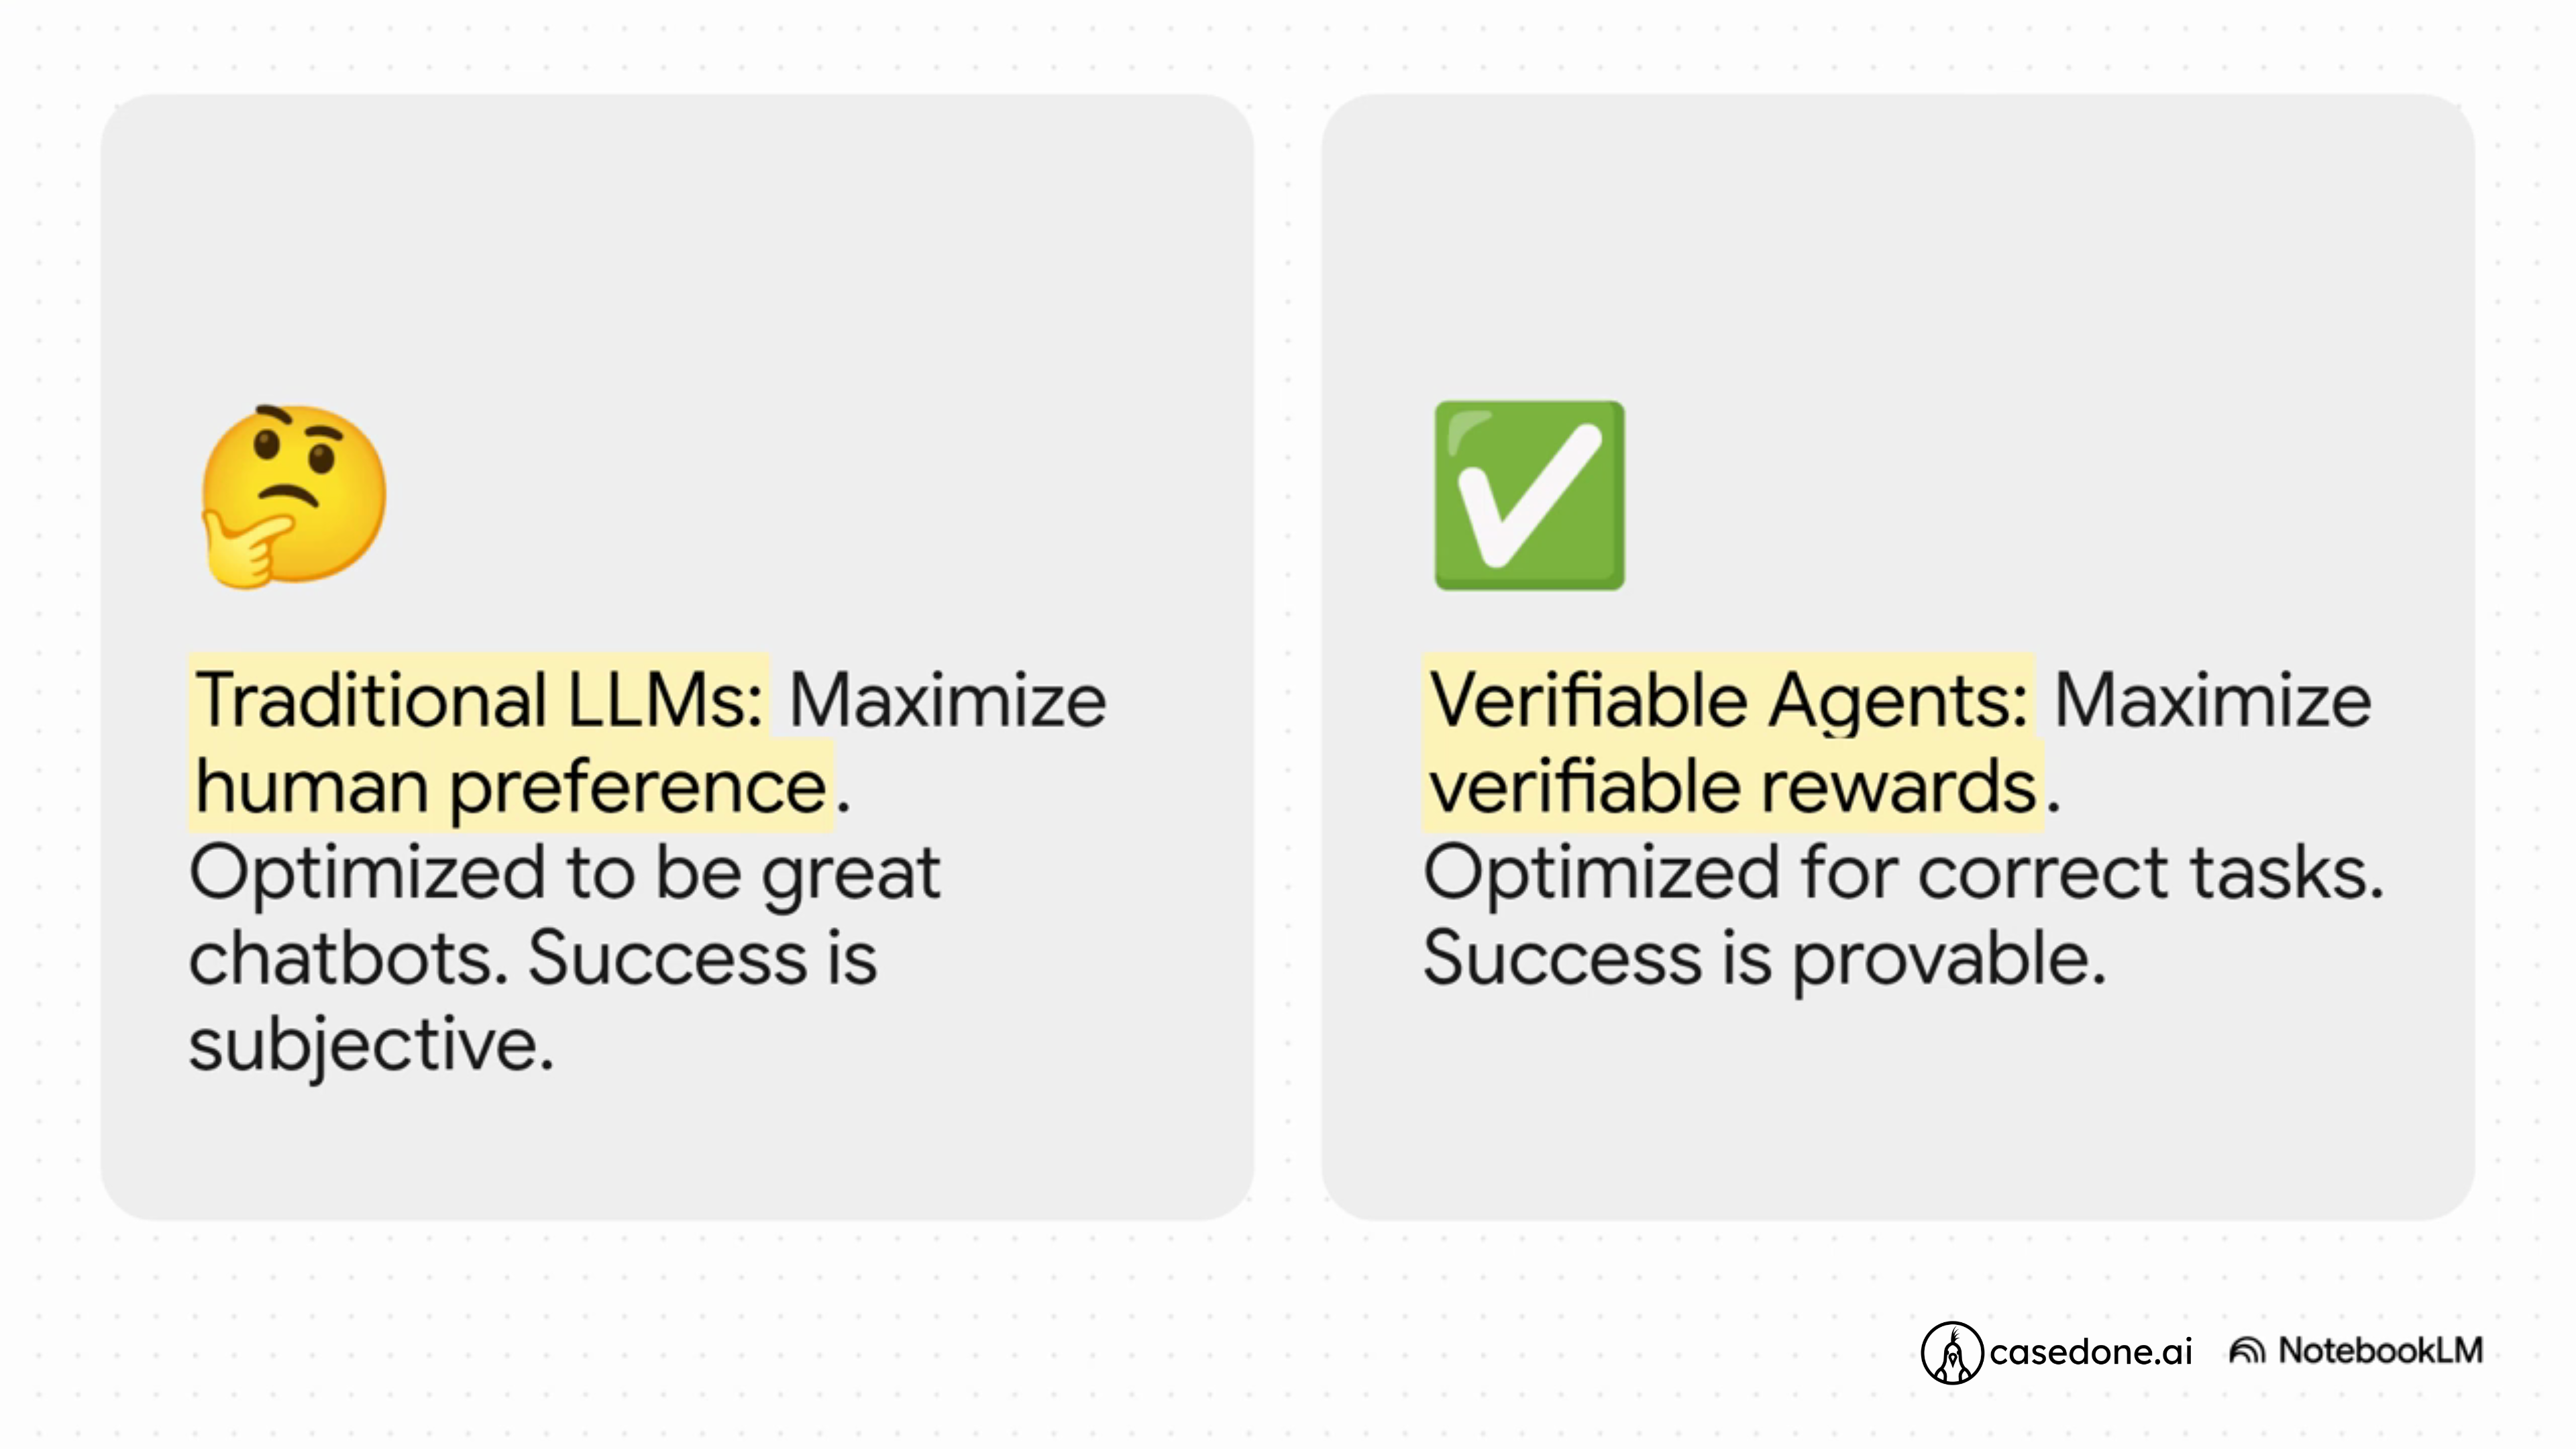 Traditional LLMs: Maximize
human preference.
Optimized to be great
chatbots. Success is
subjective.
Verifiable Agents: Maximize
verifiable rewards.
Optimized for correct tasks.
Success is provable.
casedone.ai
NotebookLM